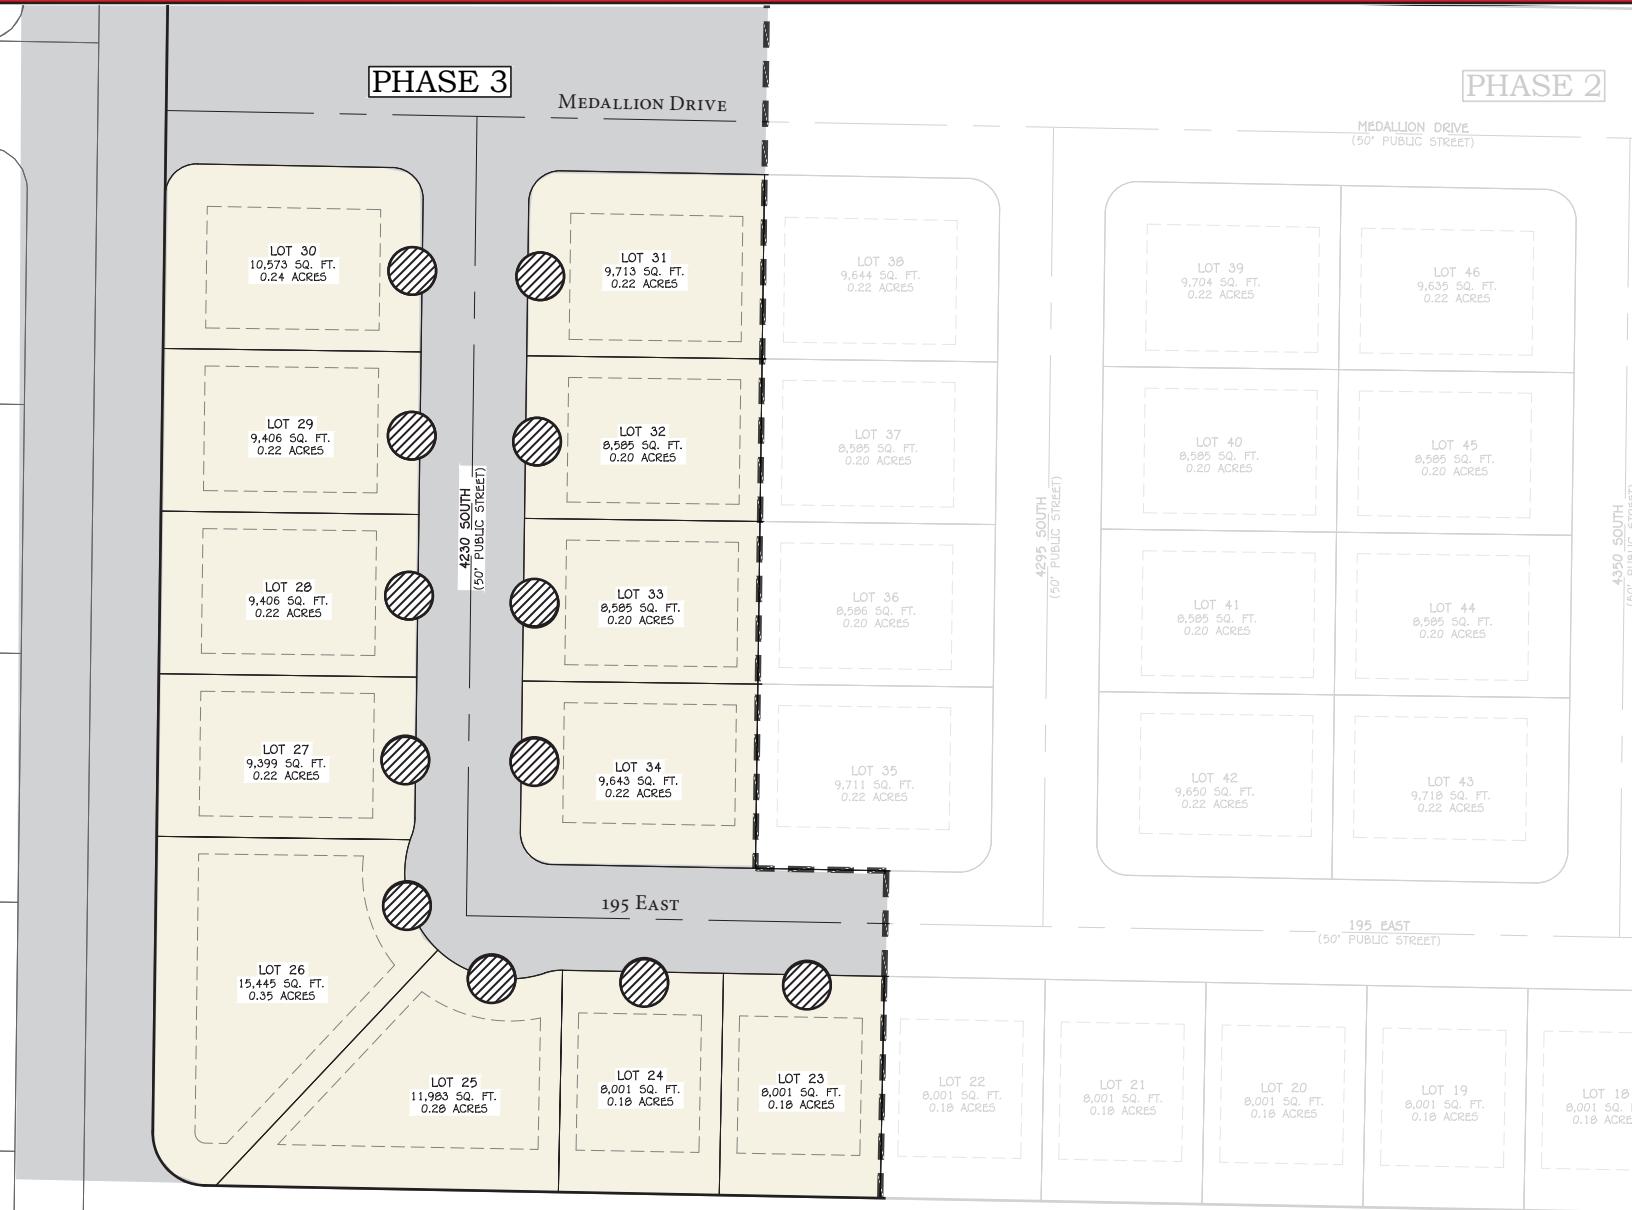 PHASE 3
MEDALLION DRIVE
PHASE 2
MEDALLION DRIVE
(50' PUBLIC STREET)
LOT 30
10,573 SQ. FT.
0.24 ACRES
LOT 31
9,713 SQ. FT.
0.22 ACRES
LOT 38
9,644 SQ. FT.
0.22 ACRES
LOT 39
9,704 SQ. FT.
0.22 ACRES
LOT 46
9,635 SQ. FT.
0.22 ACRES
LOT 29
9,406 SQ. FT.
0.22 ACRES
LOT 32
8,585 SQ. FT.
0.20 ACRES
LOT 37
8,585 SQ. FT.
0.20 ACRES
LOT 40
8,585 SQ. FT.
0.20 ACRES
LOT 45
8,585 SQ. FT.
0.20 ACRES
4230 SOUTH
(50' PUBLIC STREET)
4295 SOUTH
(50' PUBLIC STREET)
4350 SOUTH
(50' PUBLIC STREET)
LOT 28
9,406 SQ. FT.
0.22 ACRES
LOT 33
8,585 SQ. FT.
0.20 ACRES
LOT 36
8,586 SQ. FT.
0.20 ACRES
LOT 41
8,585 SQ. FT.
0.20 ACRES
LOT 44
8,585 SQ. FT.
0.20 ACRES
LOT 27
9,399 SQ. FT.
0.22 ACRES
LOT 34
9,643 SQ. FT.
0.22 ACRES
LOT 35
9,711 SQ. FT.
0.22 ACRES
LOT 42
9,650 SQ. FT.
0.22 ACRES
LOT 43
9,718 SQ. FT.
0.22 ACRES
195 EAST
195 EAST
(50' PUBLIC STREET)
LOT 26
15,445 SQ. FT.
0.35 ACRES
LOT 25
11,983 SQ. FT.
0.28 ACRES
LOT 24
8,001 SQ. FT.
0.18 ACRES
LOT 23
8,001 SQ. FT.
0.18 ACRES
LOT 22
8,001 SQ. FT.
0.18 ACRES
LOT 21
8,001 SQ. FT.
0.18 ACRES
LOT 20
8,001 SQ. FT.
0.18 ACRES
LOT 19
8,001 SQ. FT.
0.18 ACRES
LOT 18
8,001 SQ.
0.18 ACRE